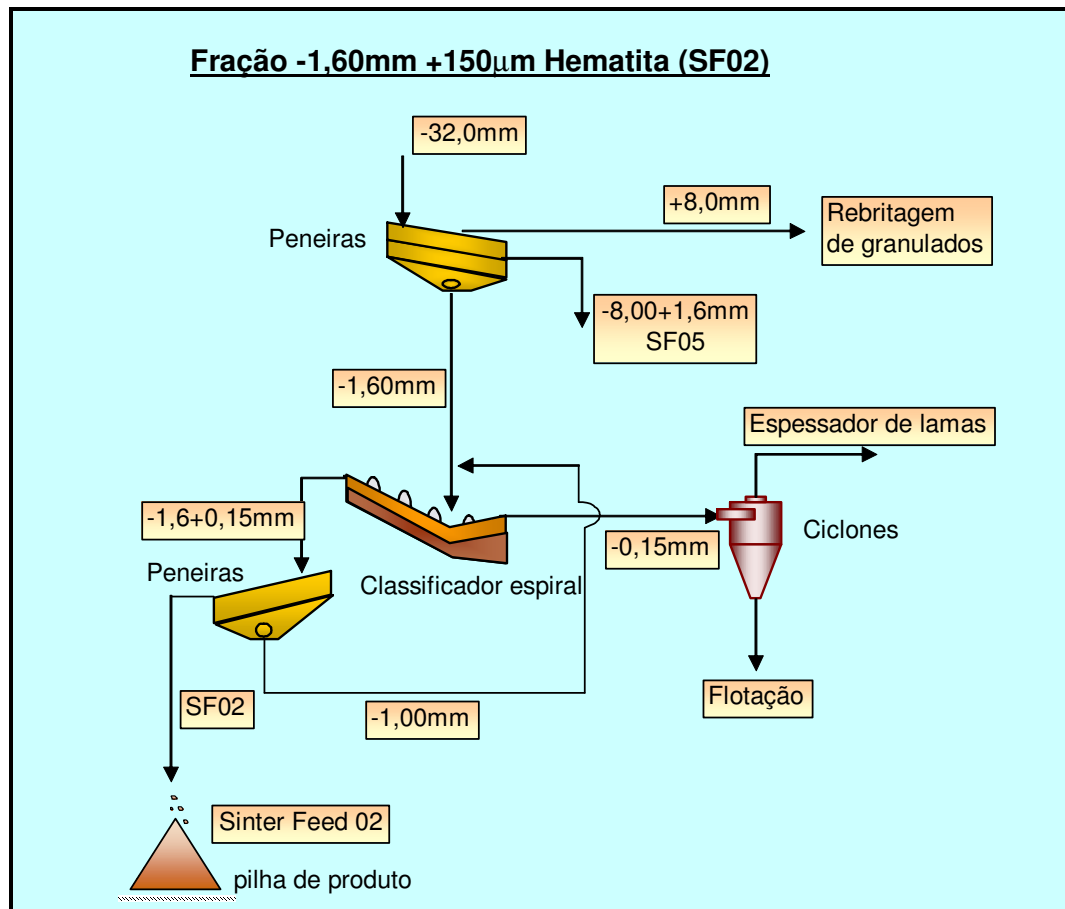 Fração -1,60mm +150μm Hematita (SF02)
-32,0mm
+8,0mm
Rebritagem
de granulados
Peneiras
-8,00+1,6mm
SF05
-1,60mm
Espessador de lamas
-1,6+0,15mm
-0,15mm
Ciclones
Peneiras
Classificador espiral
SF02
-1,00mm
Flotação
Sinter Feed 02
pilha de produto